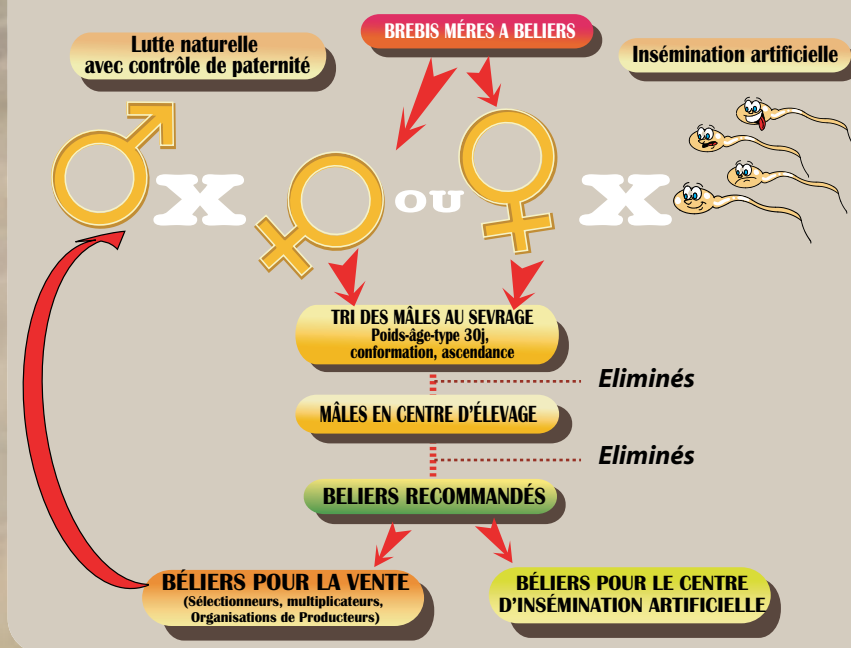 Lutte naturelle
avec contrôle de paternité
BREBIS MÉRES A BELIERS
Insémination artificielle
X
OU
X
TRI DES MÂLES AU SEVRAGE
Poids-âge-type 30j,
conformation, ascendance
Eliminés
MÂLES EN CENTRE D'ÉLEVAGE
Eliminés
BELIERS RECOMMANDÉS
BÉLIERS POUR LA VENTE
(Sélectionneurs, multiplicateurs,
Organisations de Producteurs)
BÉLIERS POUR LE CENTRE
D'INSÉMINATION ARTIFICIELLE